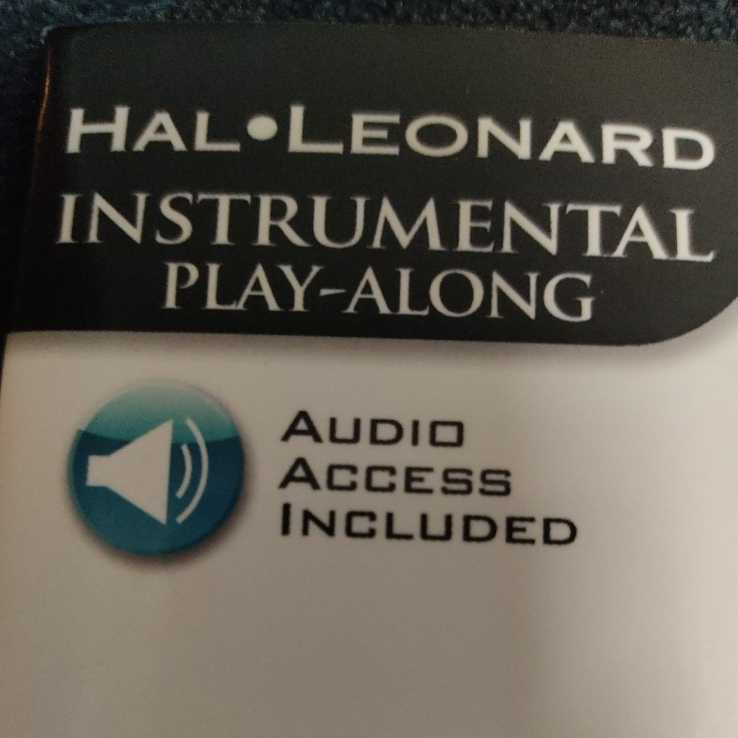 HAL•LEONARD
INSTRUMENTAL
PLAY-ALONG
AUDIO
ACCESS
INCLUDED